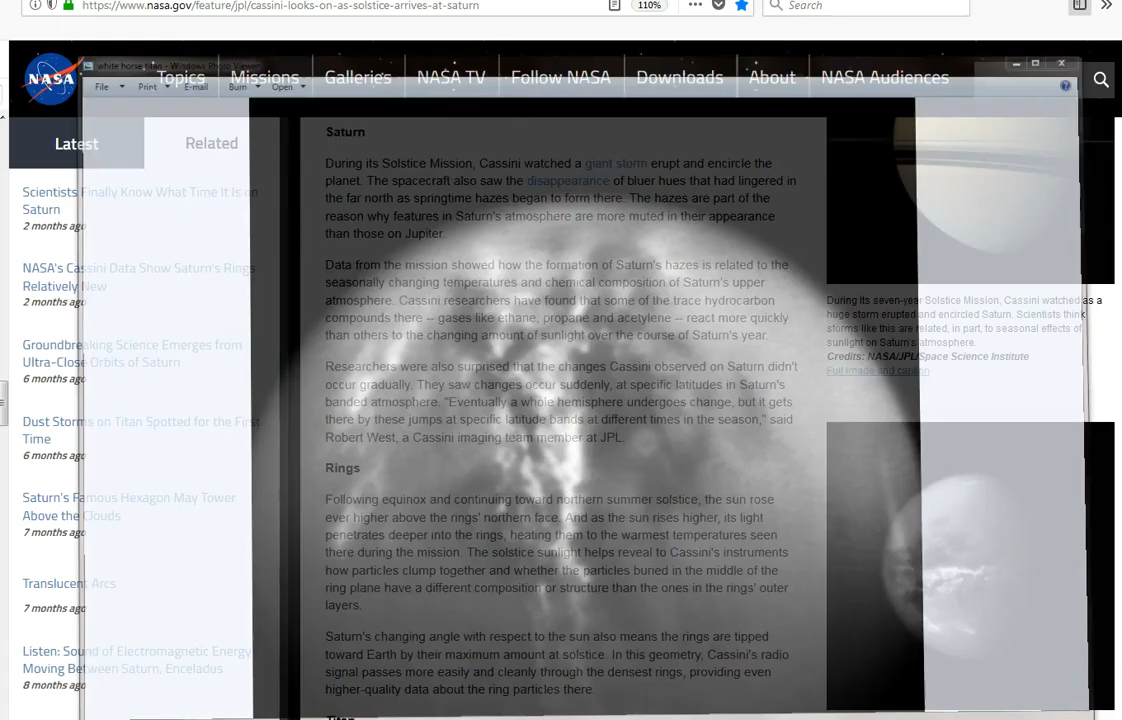 https://www.nasa.gov/feature/jpl/cassini-looks-on-as-solstice-arrives-at-saturn
110%
Search
NASA
white horse titan - Windows Photo Viewer
Topics
Missions
Galleries
NASA TV
Follow NASA
Downloads
About
NASA Audiences
File
Print
E-mail
Burn
Open
Latest
Related
Scientists Finally Know What Time It Is on
Saturn
2 months ago
NASA's Cassini Data Show Saturn's Rings
Relatively New
2 months ago
Groundbreaking Science Emerges from
Ultra-Close Orbits of Saturn
6 months ago
Dust Storms on Titan Spotted for the First
Time
6 months ago
Saturn's Famous Hexagon May Tower
Above the Clouds
7 months ago
Translucent Arcs
7 months ago
Listen: Sound of Electromagnetic Energy
Moving Between Saturn, Enceladus
8 months ago
Saturn
During its Solstice Mission, Cassini watched a giant storm erupt and encircle the
planet. The spacecraft also saw the disappearance of bluer hues that had lingered in
the far north as springtime hazes began to form there. The hazes are part of the
reason why features in Saturn's atmosphere are more muted in their appearance
than those on Jupiter.
Data from the mission showed how the formation of Saturn's hazes is related to the
seasonally changing temperatures and chemical composition of Saturn's upper
atmosphere. Cassini researchers have found that some of the trace hydrocarbon
compounds there -- gases like ethane, propane and acetylene -- react more quickly
than others to the changing amount of sunlight over the course of Saturn's year.
Researchers were also surprised that the changes Cassini observed on Saturn didn't
occur gradually. They saw changes occur suddenly, at specific latitudes in Saturn's
banded atmosphere. "Eventually a whole hemisphere undergoes change, but it gets
there by these jumps at specific latitude bands at different times in the season," said
Robert West, a Cassini imaging team member at JPL.
Rings
Following equinox and continuing toward northern summer solstice, the sun rose
ever higher above the rings' northern face. And as the sun rises higher, its light
penetrates deeper into the rings, heating them to the warmest temperatures seen
there during the mission. The solstice sunlight helps reveal to Cassini's instruments
how particles clump together and whether the particles buried in the middle of the
ring plane have a different composition or structure than the ones in the rings' outer
layers.
Saturn's changing angle with respect to the sun also means the rings are tipped
toward Earth by their maximum amount at solstice. In this geometry, Cassini's radio
signal passes more easily and cleanly through the densest rings, providing even
higher-quality data about the ring particles there.
Titan
During its seven-year Solstice Mission, Cassini watched as a
huge storm erupted and encircled Saturn. Scientists think
storms like this are related, in part, to seasonal effects of
sunlight on Saturn's atmosphere.
Credits: NASA/JPL/Space Science Institute
Full image and caption